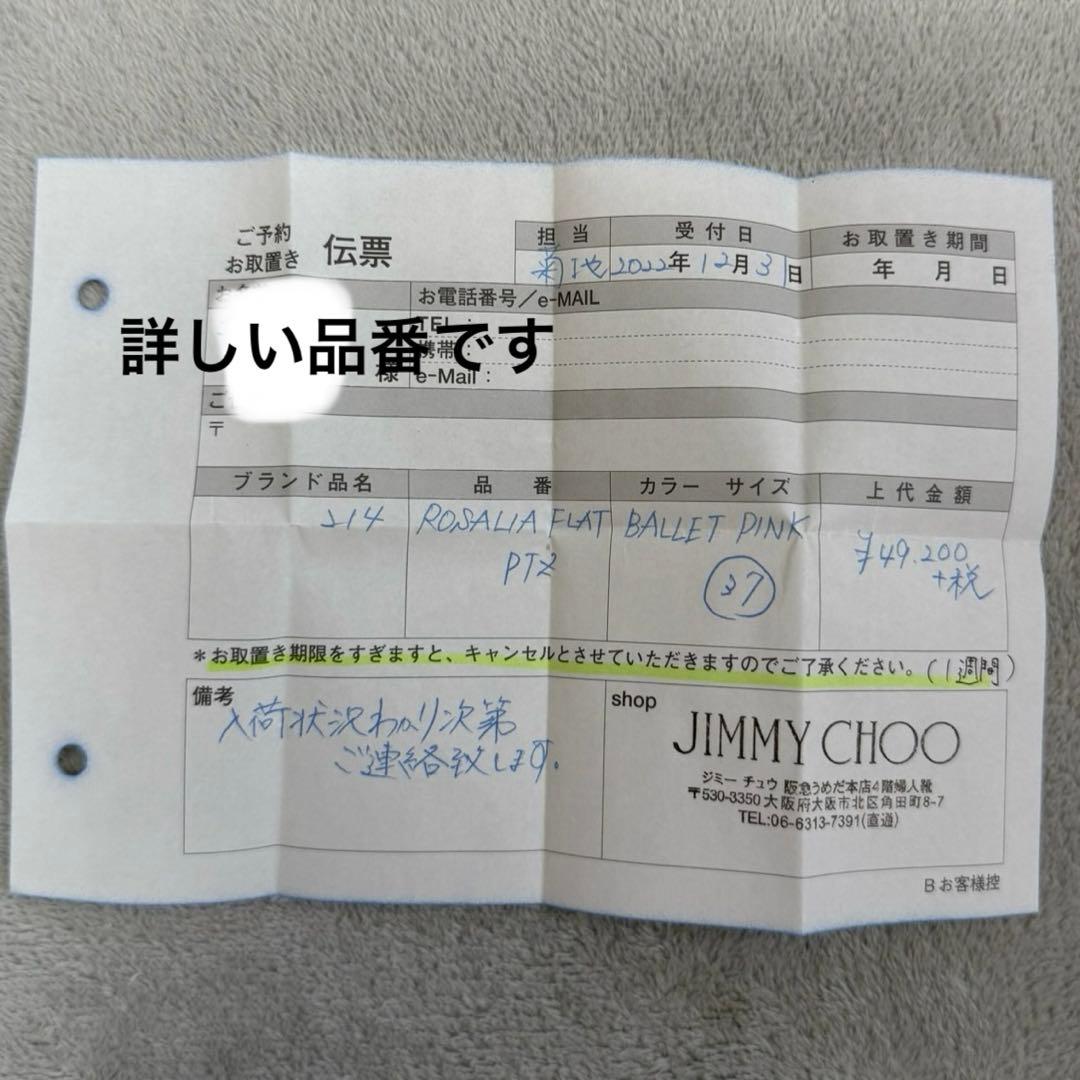 ご予約
お取置き 伝票
担当 受付日 お取置き期間
菊池 2022年12月31日 年 月 日
お電話番号/e-MAIL
TEL:
詳しい品番です
携帯:
様 e-Mail:
ご
〒
ブランド品名 品番 カラー サイズ 上代金額
214 ROSALIA FLAT BALLET PINK ¥49.200
PTZ 37 +税
*お取置き期限をすぎますと、キャンセルとさせていただきますのでご了承ください。(1週間)
備考 shop
入荷状況わかり次第
ご連絡致します。
JIMMY CHOO
ジミー チュウ 阪急うめだ本店4階婦人靴
〒530-3350 大阪府大阪市北区角田町8-7
TEL:06-6313-7391(直通)
B お客様控